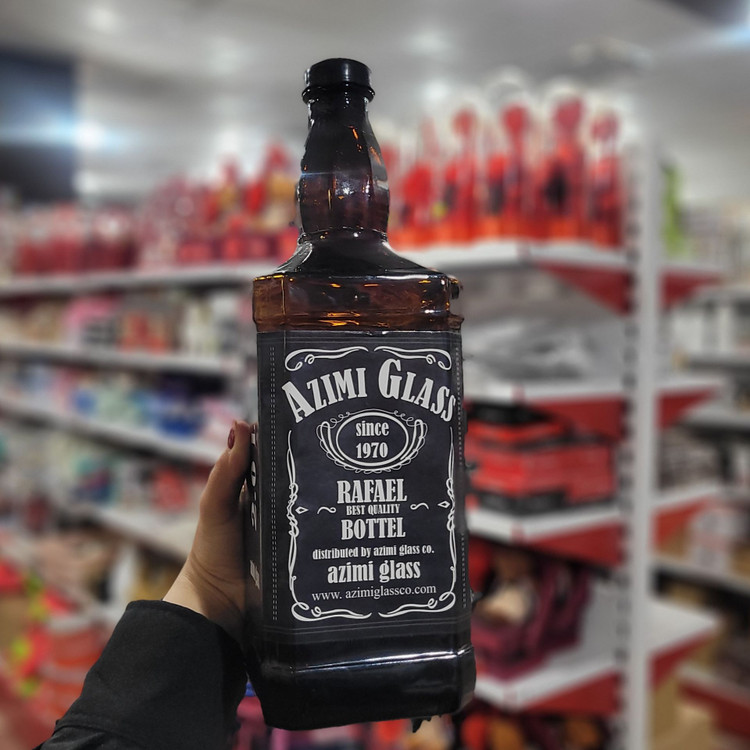 AZIMI GLASS
since
1970
RAFAEL
BEST QUALITY
BOTTEL
distributed by azimi glass co.
azimi glass
www. azimiglassco.com